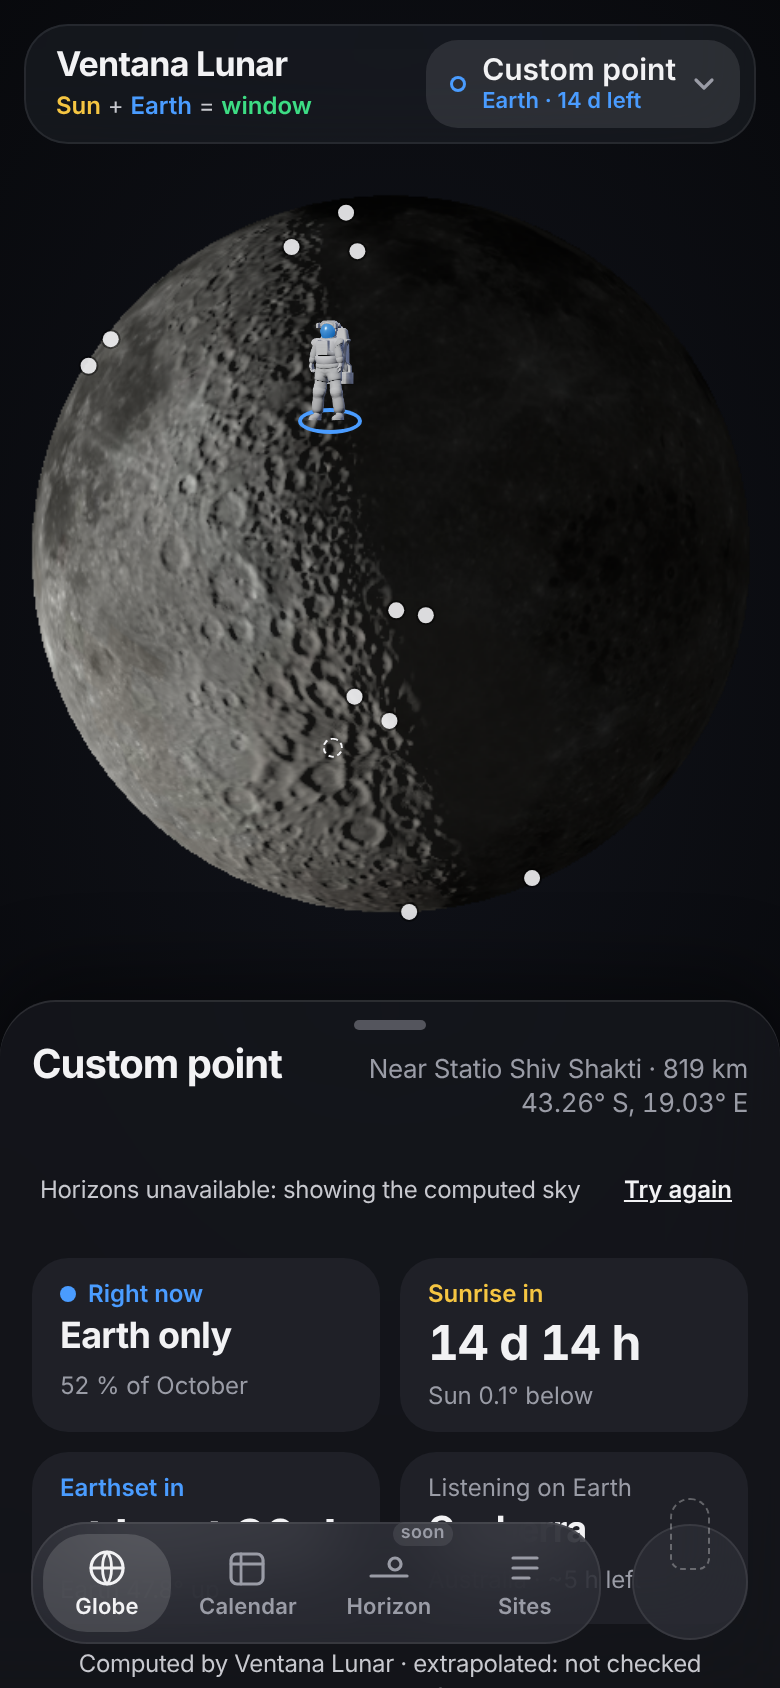 Ventana Lunar
Sun + Earth = window
Custom point
Earth · 14 d left
Custom point
Near Statio Shiv Shakti · 819 km
43.26° S, 19.03° E
Horizons unavailable: showing the computed sky
Try again
Right now
Earth only
52 % of October
Sunrise in
14 d 14 h
Sun 0.1° below
Earthset in
Listening on Earth
~5 h left
soon
Globe
Calendar
Horizon
Sites
Computed by Ventana Lunar · extrapolated: not checked